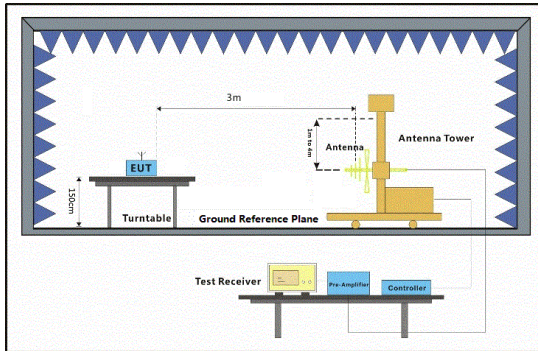 3m
1m to 4m
Antenna
Antenna Tower
EUT
150cm
Turntable
Ground Reference Plane
Test Receiver
Pre-Amplifier
Controller